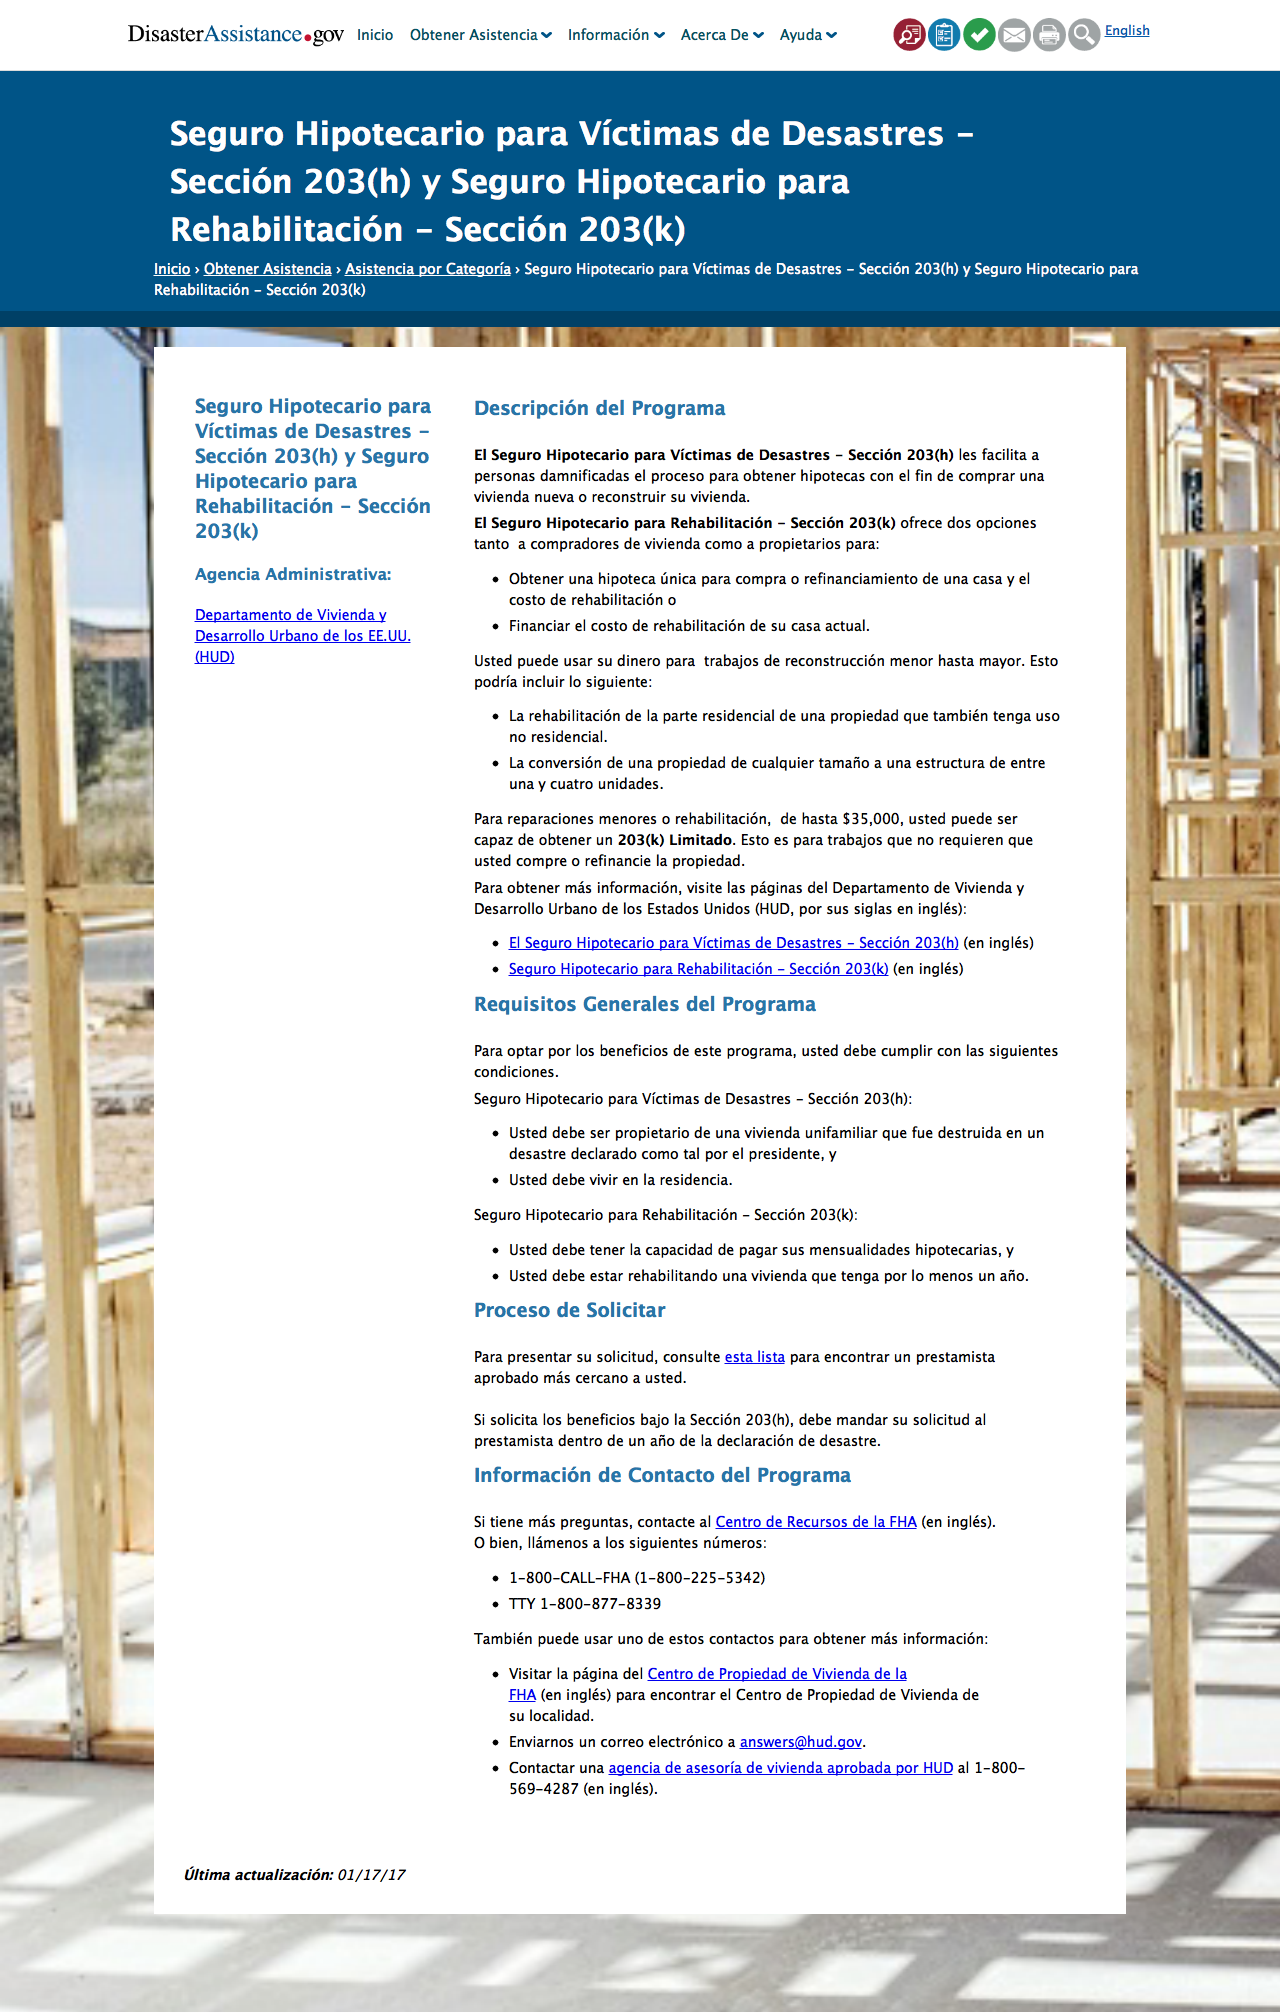 DisasterAssistance.gov Inicio Obtener Asistencia Información Acerca De Ayuda English
Seguro Hipotecario para Víctimas de Desastres -
Sección 203(h) y Seguro Hipotecario para
Rehabilitación - Sección 203(k)
Inicio › Obtener Asistencia › Asistencia por Categoría › Seguro Hipotecario para Víctimas de Desastres - Sección 203(h) y Seguro Hipotecario para
Rehabilitación - Sección 203(k)
Seguro Hipotecario para
Víctimas de Desastres -
Sección 203(h) y Seguro
Hipotecario para
Rehabilitación - Sección
203(k)
Agencia Administrativa:
Departamento de Vivienda y
Desarrollo Urbano de los EE.UU.
(HUD)
Descripción del Programa
El Seguro Hipotecario para Víctimas de Desastres - Sección 203(h) les facilita a
personas damnificadas el proceso para obtener hipotecas con el fin de comprar una
vivienda nueva o reconstruir su vivienda.
El Seguro Hipotecario para Rehabilitación - Sección 203(k) ofrece dos opciones
tanto  a compradores de vivienda como a propietarios para:
• Obtener una hipoteca única para compra o refinanciamiento de una casa y el
costo de rehabilitación o
• Financiar el costo de rehabilitación de su casa actual.
Usted puede usar su dinero para  trabajos de reconstrucción menor hasta mayor. Esto
podría incluir lo siguiente:
• La rehabilitación de la parte residencial de una propiedad que también tenga uso
no residencial.
• La conversión de una propiedad de cualquier tamaño a una estructura de entre
una y cuatro unidades.
Para reparaciones menores o rehabilitación,  de hasta $35,000, usted puede ser
capaz de obtener un 203(k) Limitado. Esto es para trabajos que no requieren que
usted compre o refinancie la propiedad.
Para obtener más información, visite las páginas del Departamento de Vivienda y
Desarrollo Urbano de los Estados Unidos (HUD, por sus siglas en inglés):
• El Seguro Hipotecario para Víctimas de Desastres - Sección 203(h) (en inglés)
• Seguro Hipotecario para Rehabilitación - Sección 203(k) (en inglés)
Requisitos Generales del Programa
Para optar por los beneficios de este programa, usted debe cumplir con las siguientes
condiciones.
Seguro Hipotecario para Víctimas de Desastres - Sección 203(h):
• Usted debe ser propietario de una vivienda unifamiliar que fue destruida en un
desastre declarado como tal por el presidente, y
• Usted debe vivir en la residencia.
Seguro Hipotecario para Rehabilitación - Sección 203(k):
• Usted debe tener la capacidad de pagar sus mensualidades hipotecarias, y
• Usted debe estar rehabilitando una vivienda que tenga por lo menos un año.
Proceso de Solicitar
Para presentar su solicitud, consulte esta lista para encontrar un prestamista
aprobado más cercano a usted.
Si solicita los beneficios bajo la Sección 203(h), debe mandar su solicitud al
prestamista dentro de un año de la declaración de desastre.
Información de Contacto del Programa
Si tiene más preguntas, contacte al Centro de Recursos de la FHA (en inglés).
O bien, llámenos a los siguientes números:
• 1-800-CALL-FHA (1-800-225-5342)
• TTY 1-800-877-8339
También puede usar uno de estos contactos para obtener más información:
• Visitar la página del Centro de Propiedad de Vivienda de la
FHA (en inglés) para encontrar el Centro de Propiedad de Vivienda de
su localidad.
• Enviarnos un correo electrónico a answers@hud.gov.
• Contactar una agencia de asesoría de vivienda aprobada por HUD al 1-800-
569-4287 (en inglés).
Última actualización: 01/17/17